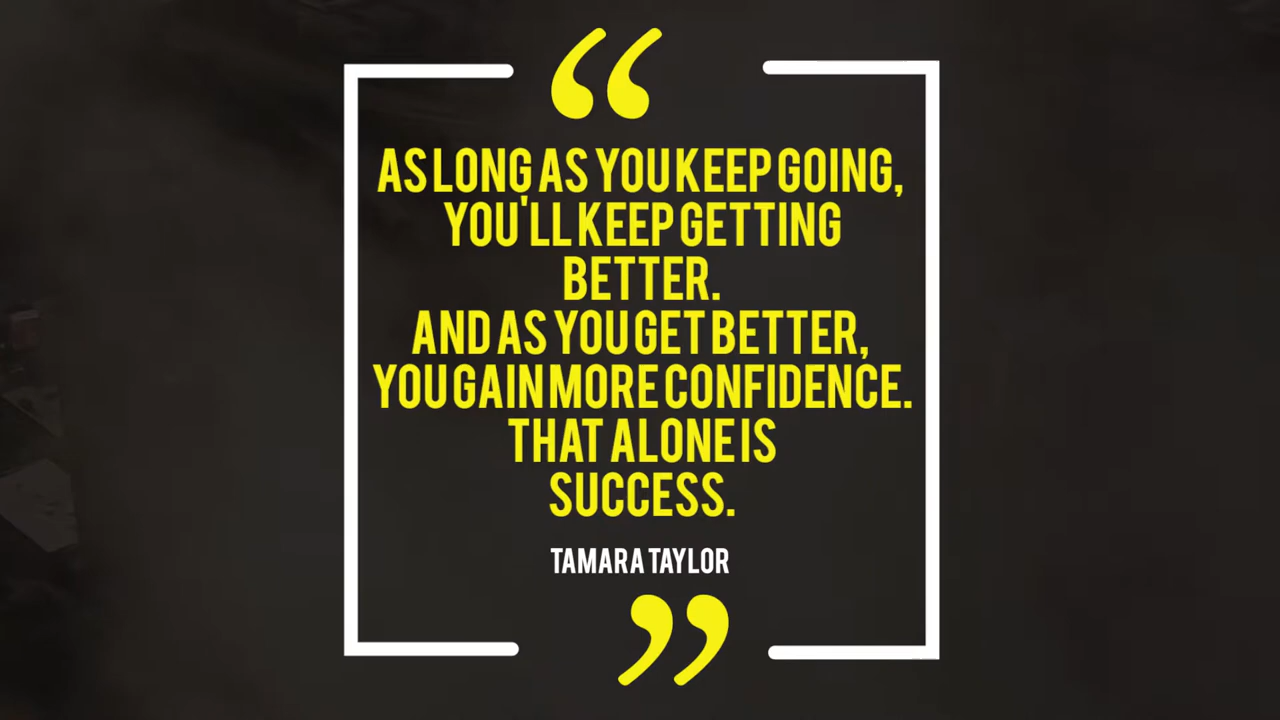 “
AS LONG AS YOU KEEP GOING,
YOU'LL KEEP GETTING
BETTER.
AND AS YOU GET BETTER,
YOU GAIN MORE CONFIDENCE.
THAT ALONE IS
SUCCESS.
TAMARA TAYLOR
”